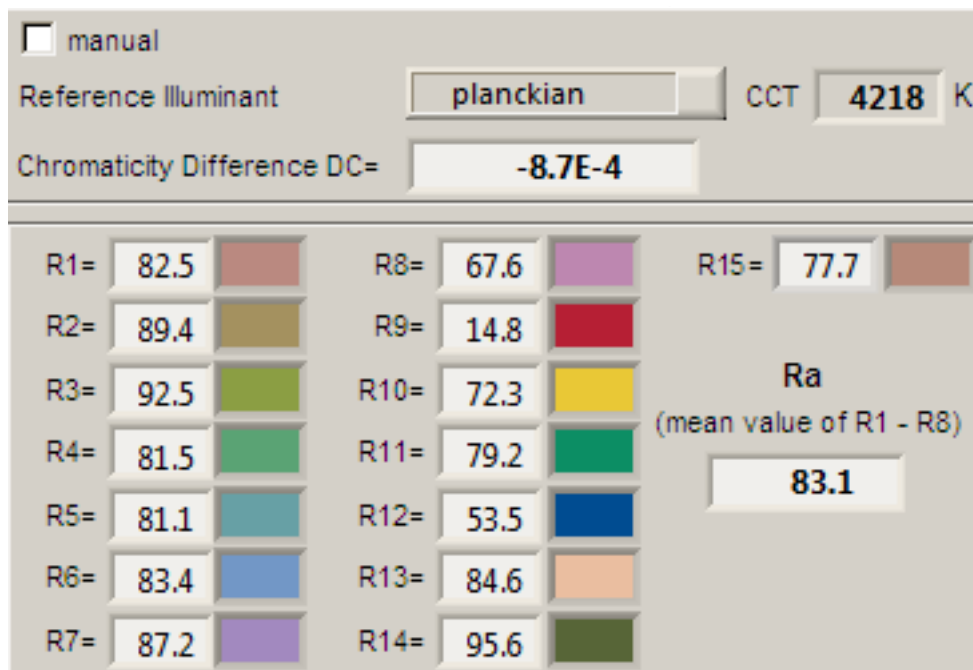 manual
Reference Illuminant planckian CCT 4218 K
Chromaticity Difference DC= -8.7E-4
R1= 82.5 R8= 67.6 R15= 77.7
R2= 89.4 R9= 14.8
R3= 92.5 R10= 72.3 Ra
(mean value of R1 - R8)
R4= 81.5 R11= 79.2
83.1
R5= 81.1 R12= 53.5
R6= 83.4 R13= 84.6
R7= 87.2 R14= 95.6